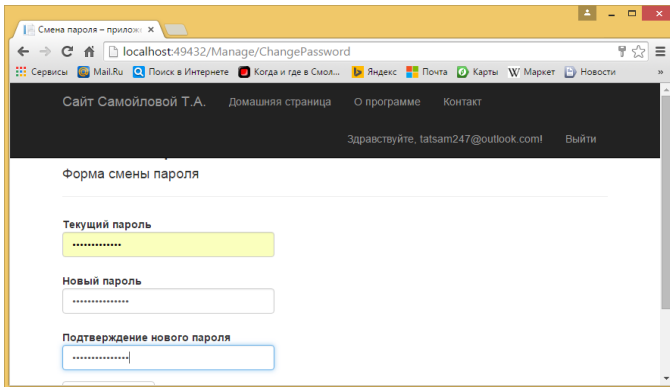 Смена пароля – приложе
localhost:49432/Manage/ChangePassword
Сервисы Mail.Ru Поиск в Интернете Когда и где в Смол... Яндекс Почта Карты Маркет Новости »
Сайт Самойловой Т.А. Домашняя страница О программе Контакт
Здравствуйте, tatsam247@outlook.com! Выйти
Форма смены пароля
Текущий пароль
•••••••••••••
Новый пароль
•••••••••••••••
Подтверждение нового пароля
•••••••••••••••